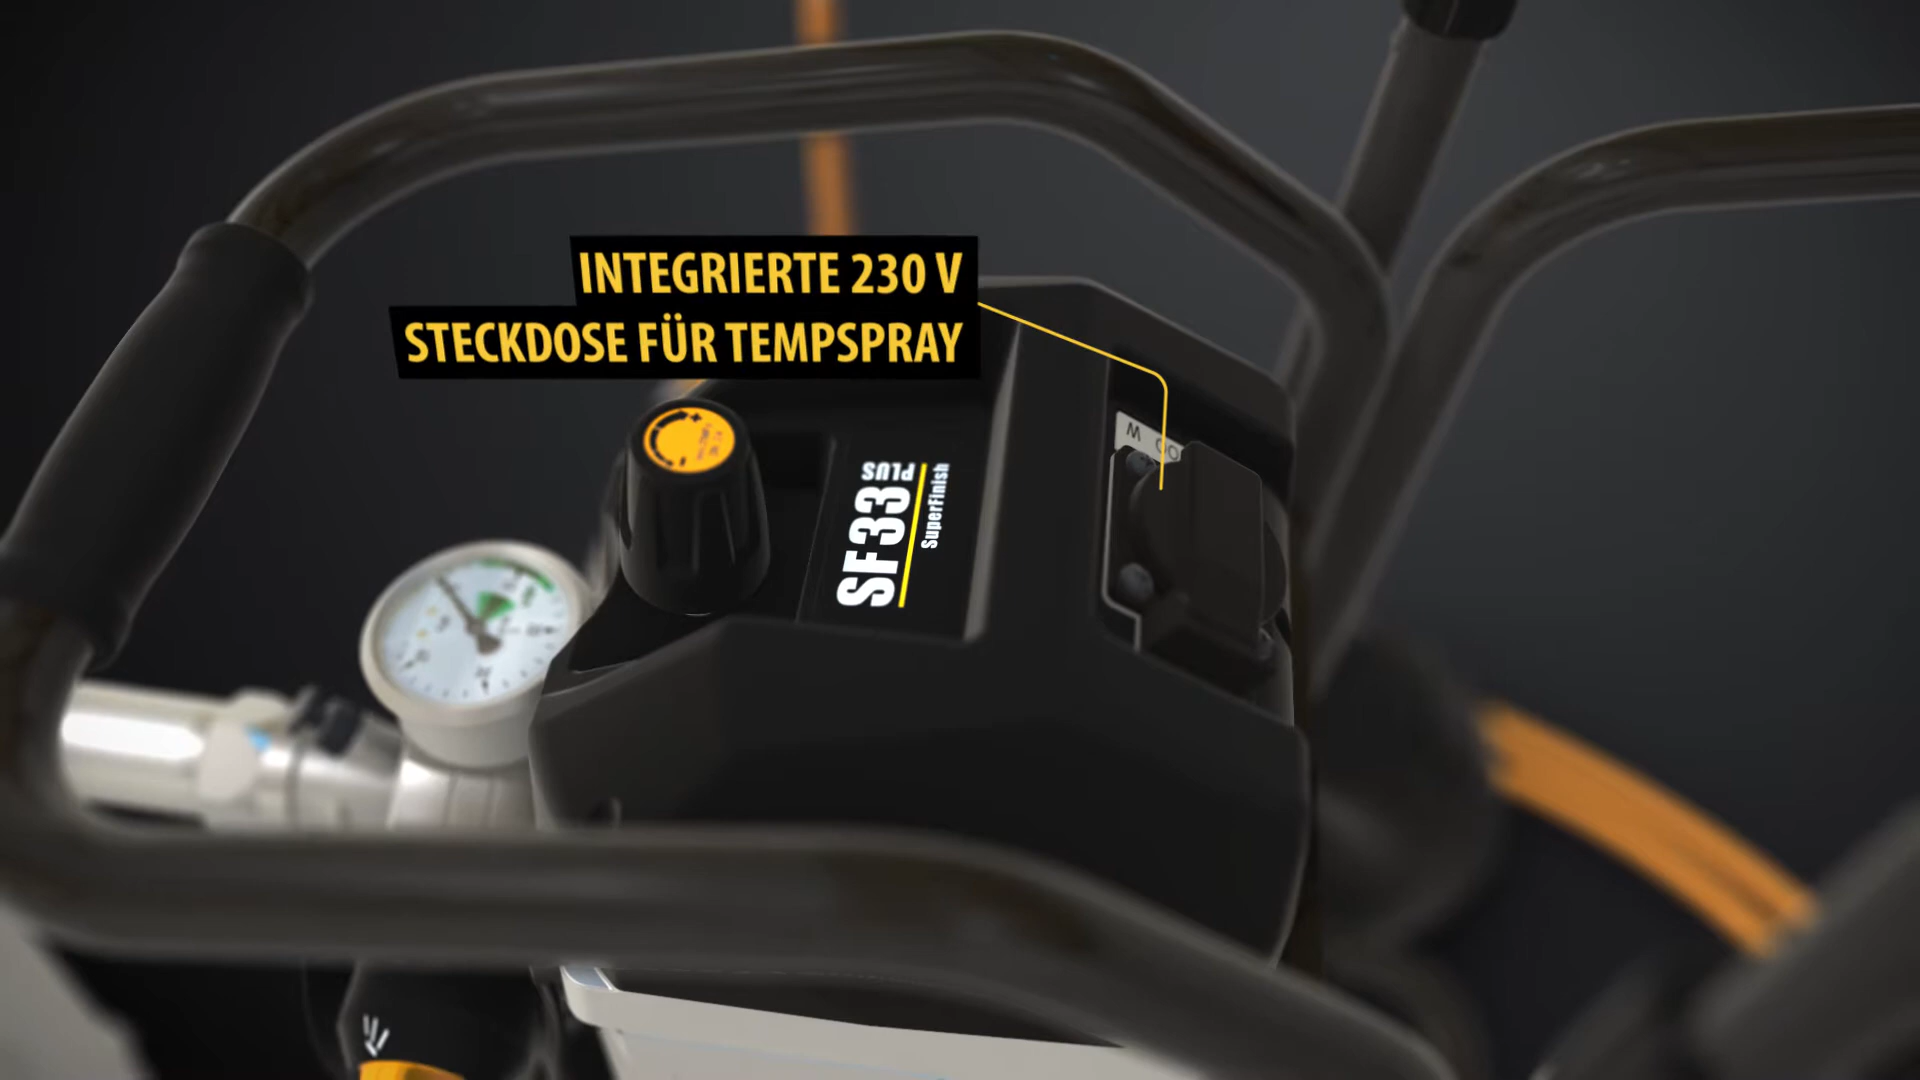 INTEGRIERTE 230 V
STECKDOSE FÜR TEMPSPRAY
SF33
PLUS
SuperFinish